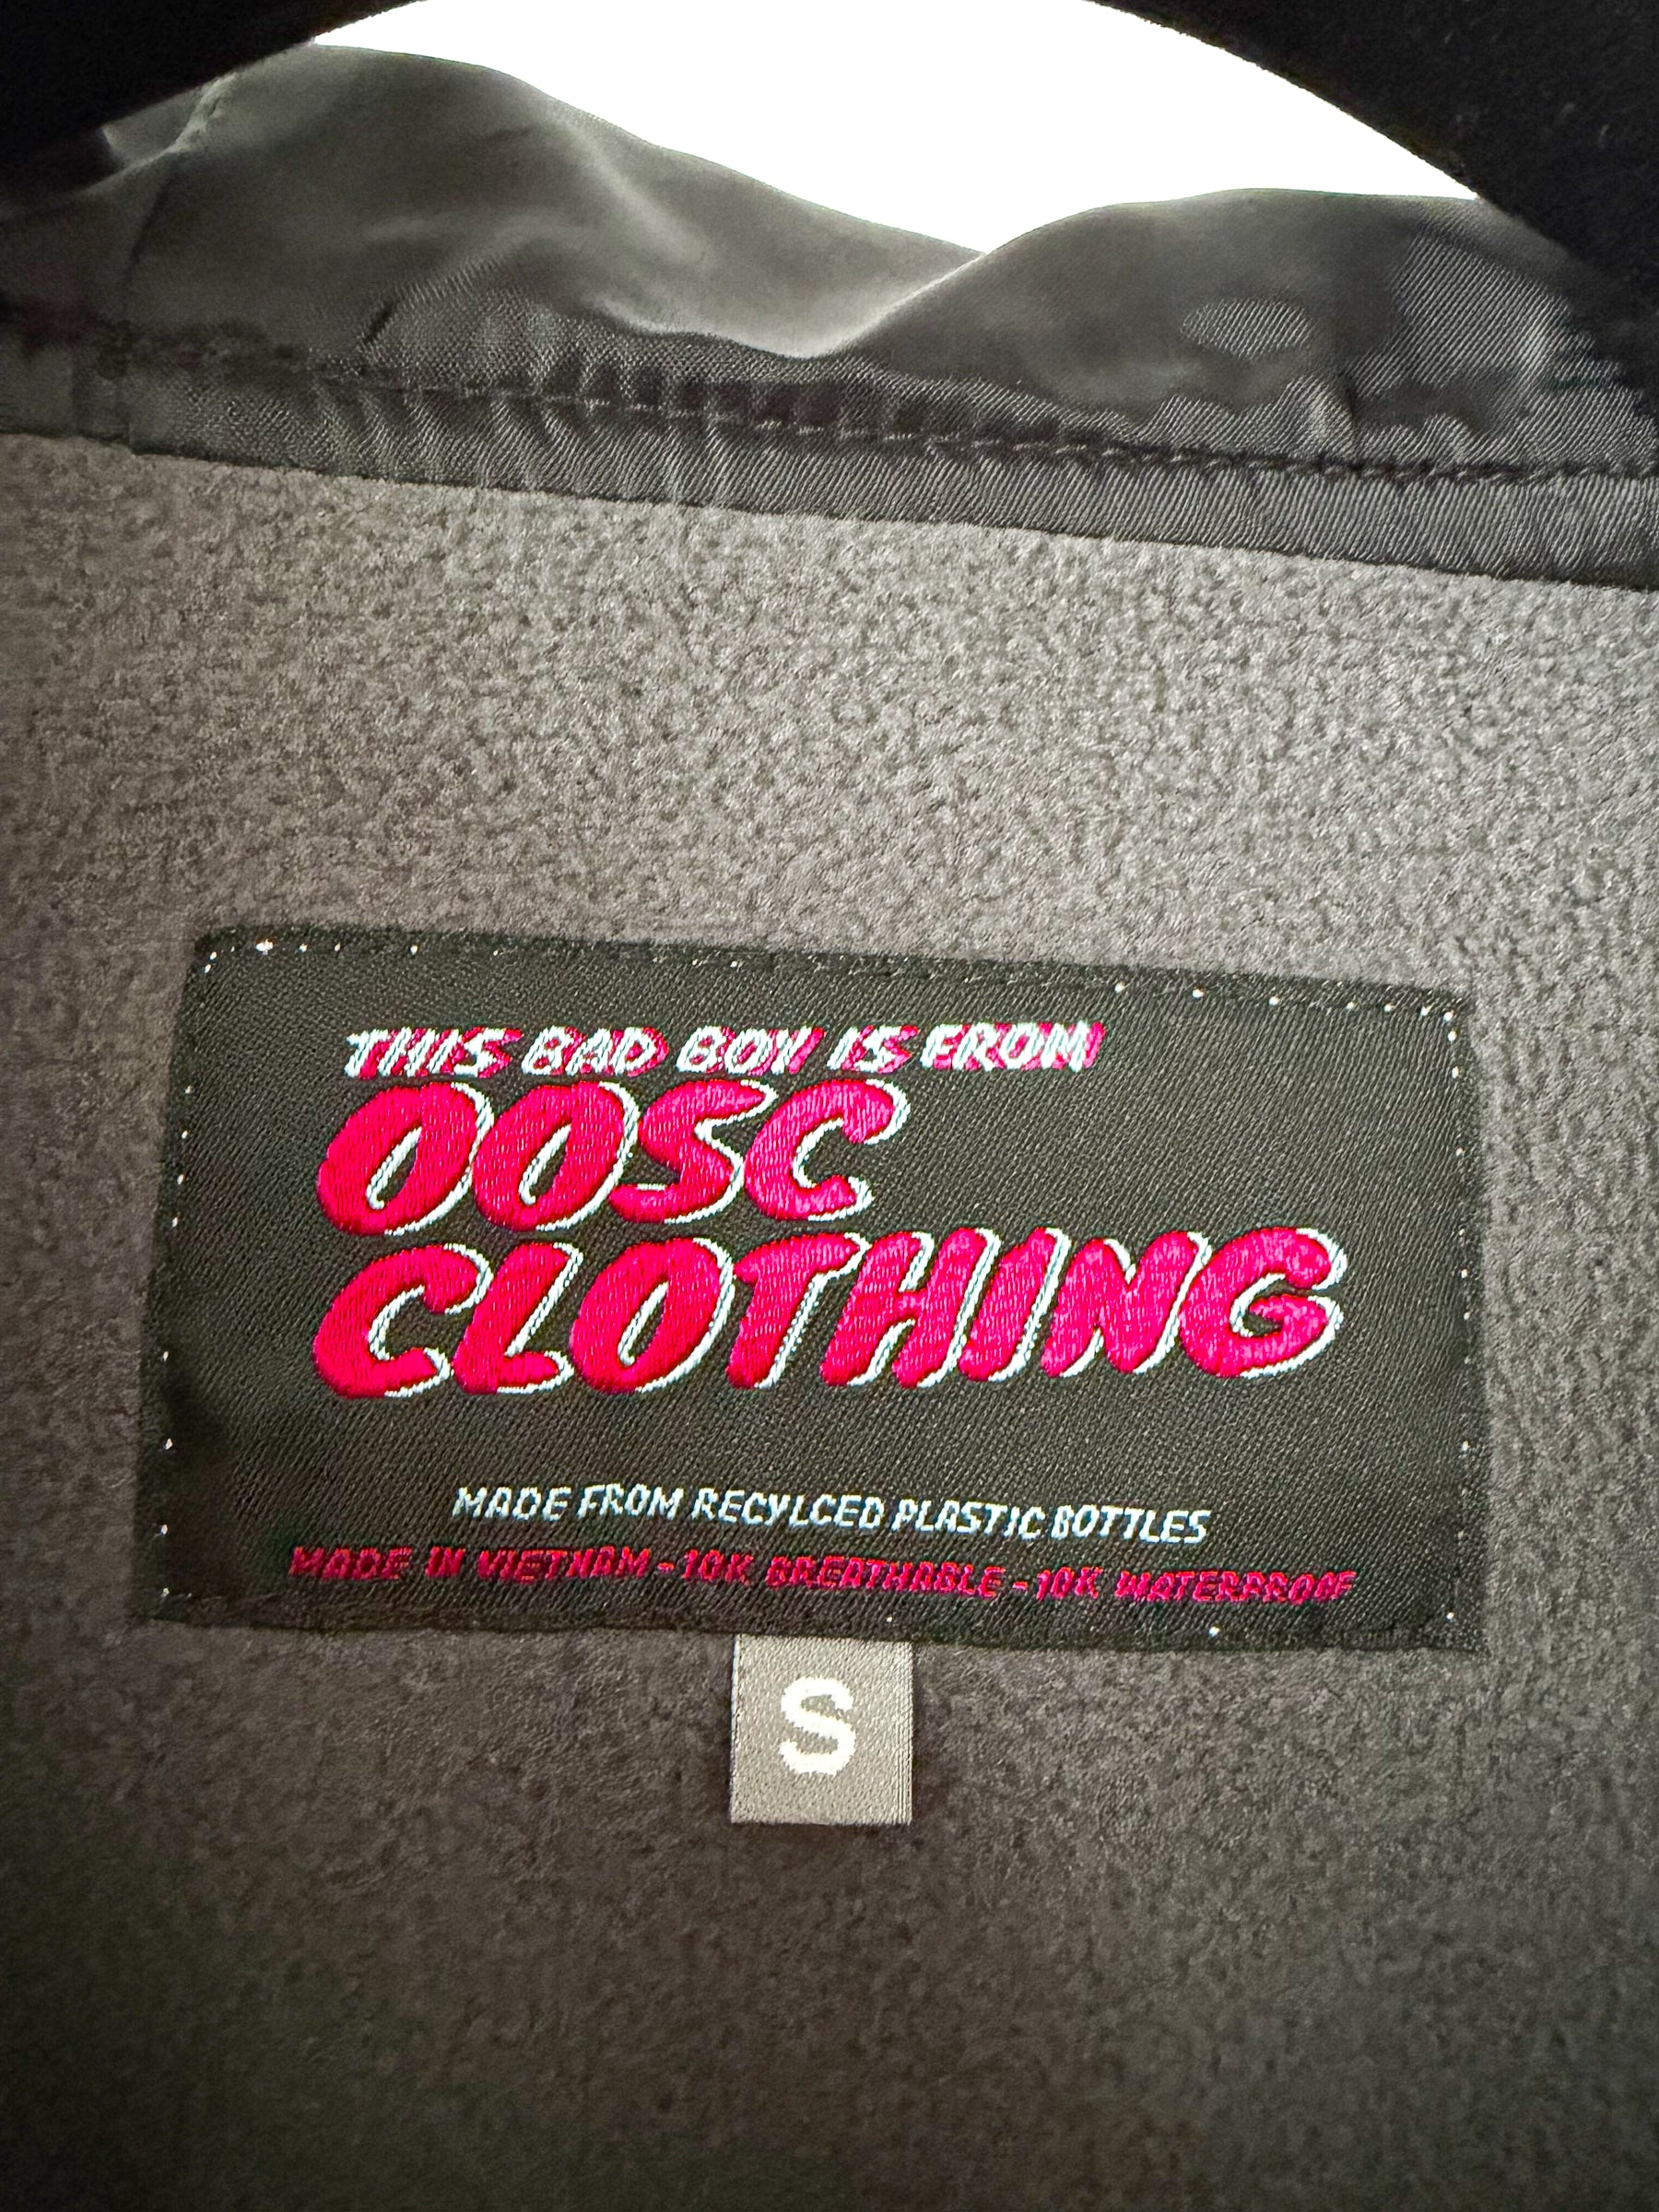 THIS BAD BOY IS FROM
OOSC
CLOTHING
MADE FROM RECYLCED PLASTIC BOTTLES
MADE IN VIETNAM - 10K BREATHABLE - 10K WATERPROOF
S